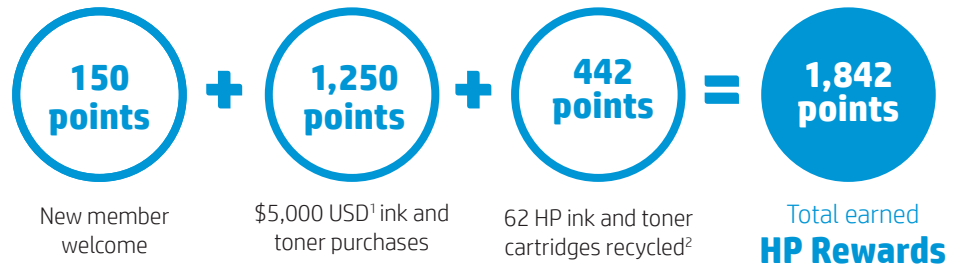 150
points
+
1,250
points
+
442
points
=
1,842
points
New member
welcome
$5,000 USD¹ ink and
toner purchases
62 HP ink and toner
cartridges recycled²
Total earned
HP Rewards